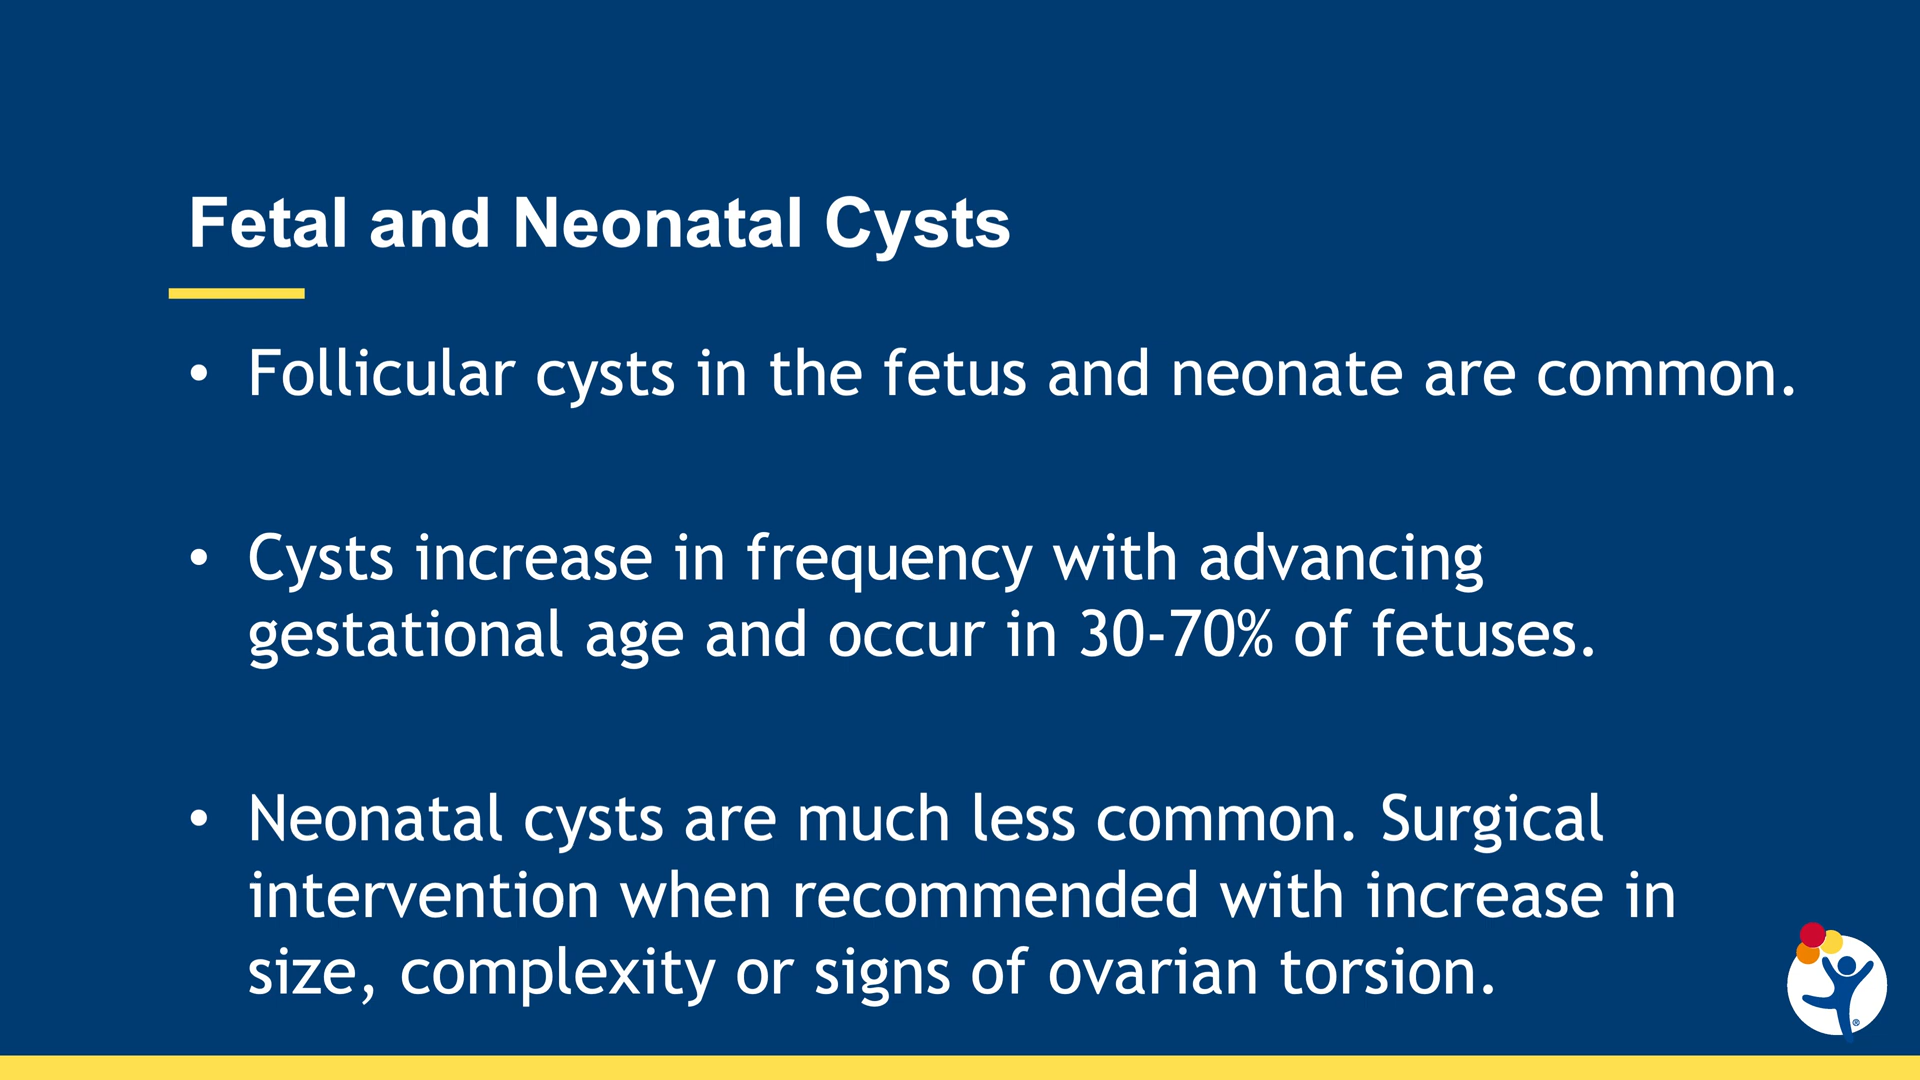 Fetal and Neonatal Cysts
• Follicular cysts in the fetus and neonate are common.
• Cysts increase in frequency with advancing
gestational age and occur in 30-70% of fetuses.
• Neonatal cysts are much less common. Surgical
intervention when recommended with increase in
size, complexity or signs of ovarian torsion.
®